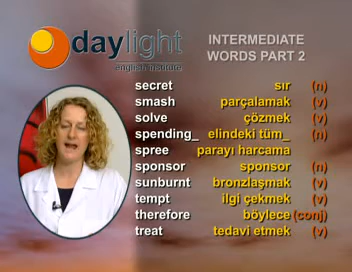 daylight
english institute
INTERMEDIATE
WORDS PART 2
secret sır (n)
smash parçalamak (v)
solve çözmek (v)
spending_ elindeki tüm_ (n)
spree parayı harcama
sponsor sponsor (n)
sunburnt bronzlaşmak (v)
tempt ilgi çekmek (v)
therefore böylece (conj)
treat tedavi etmek (v)